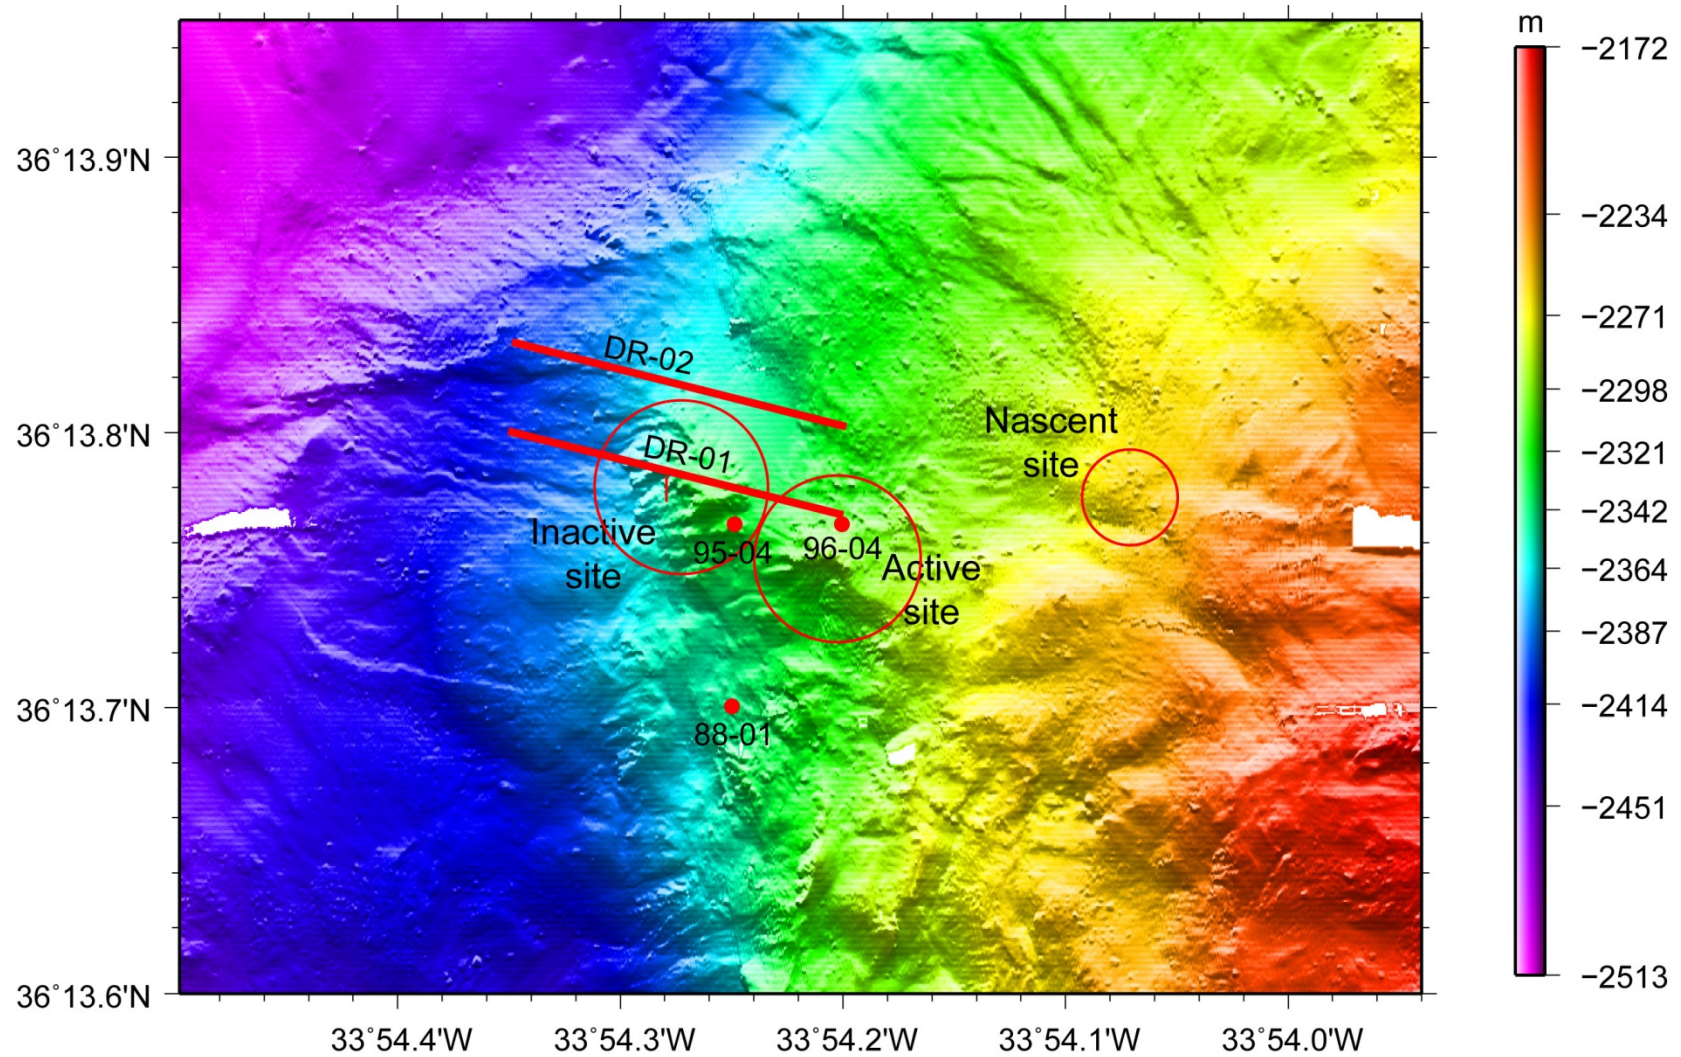 m
−2172
−2234
−2271
−2298
−2321
−2342
−2364
−2387
−2414
−2451
−2513
36°13.9'N
36°13.8'N
36°13.7'N
36°13.6'N
DR-02
DR-01
Nascent
site
Inactive
site
95-04
96-04
Active
site
88-01
33°54.4'W
33°54.3'W
33°54.2'W
33°54.1'W
33°54.0'W